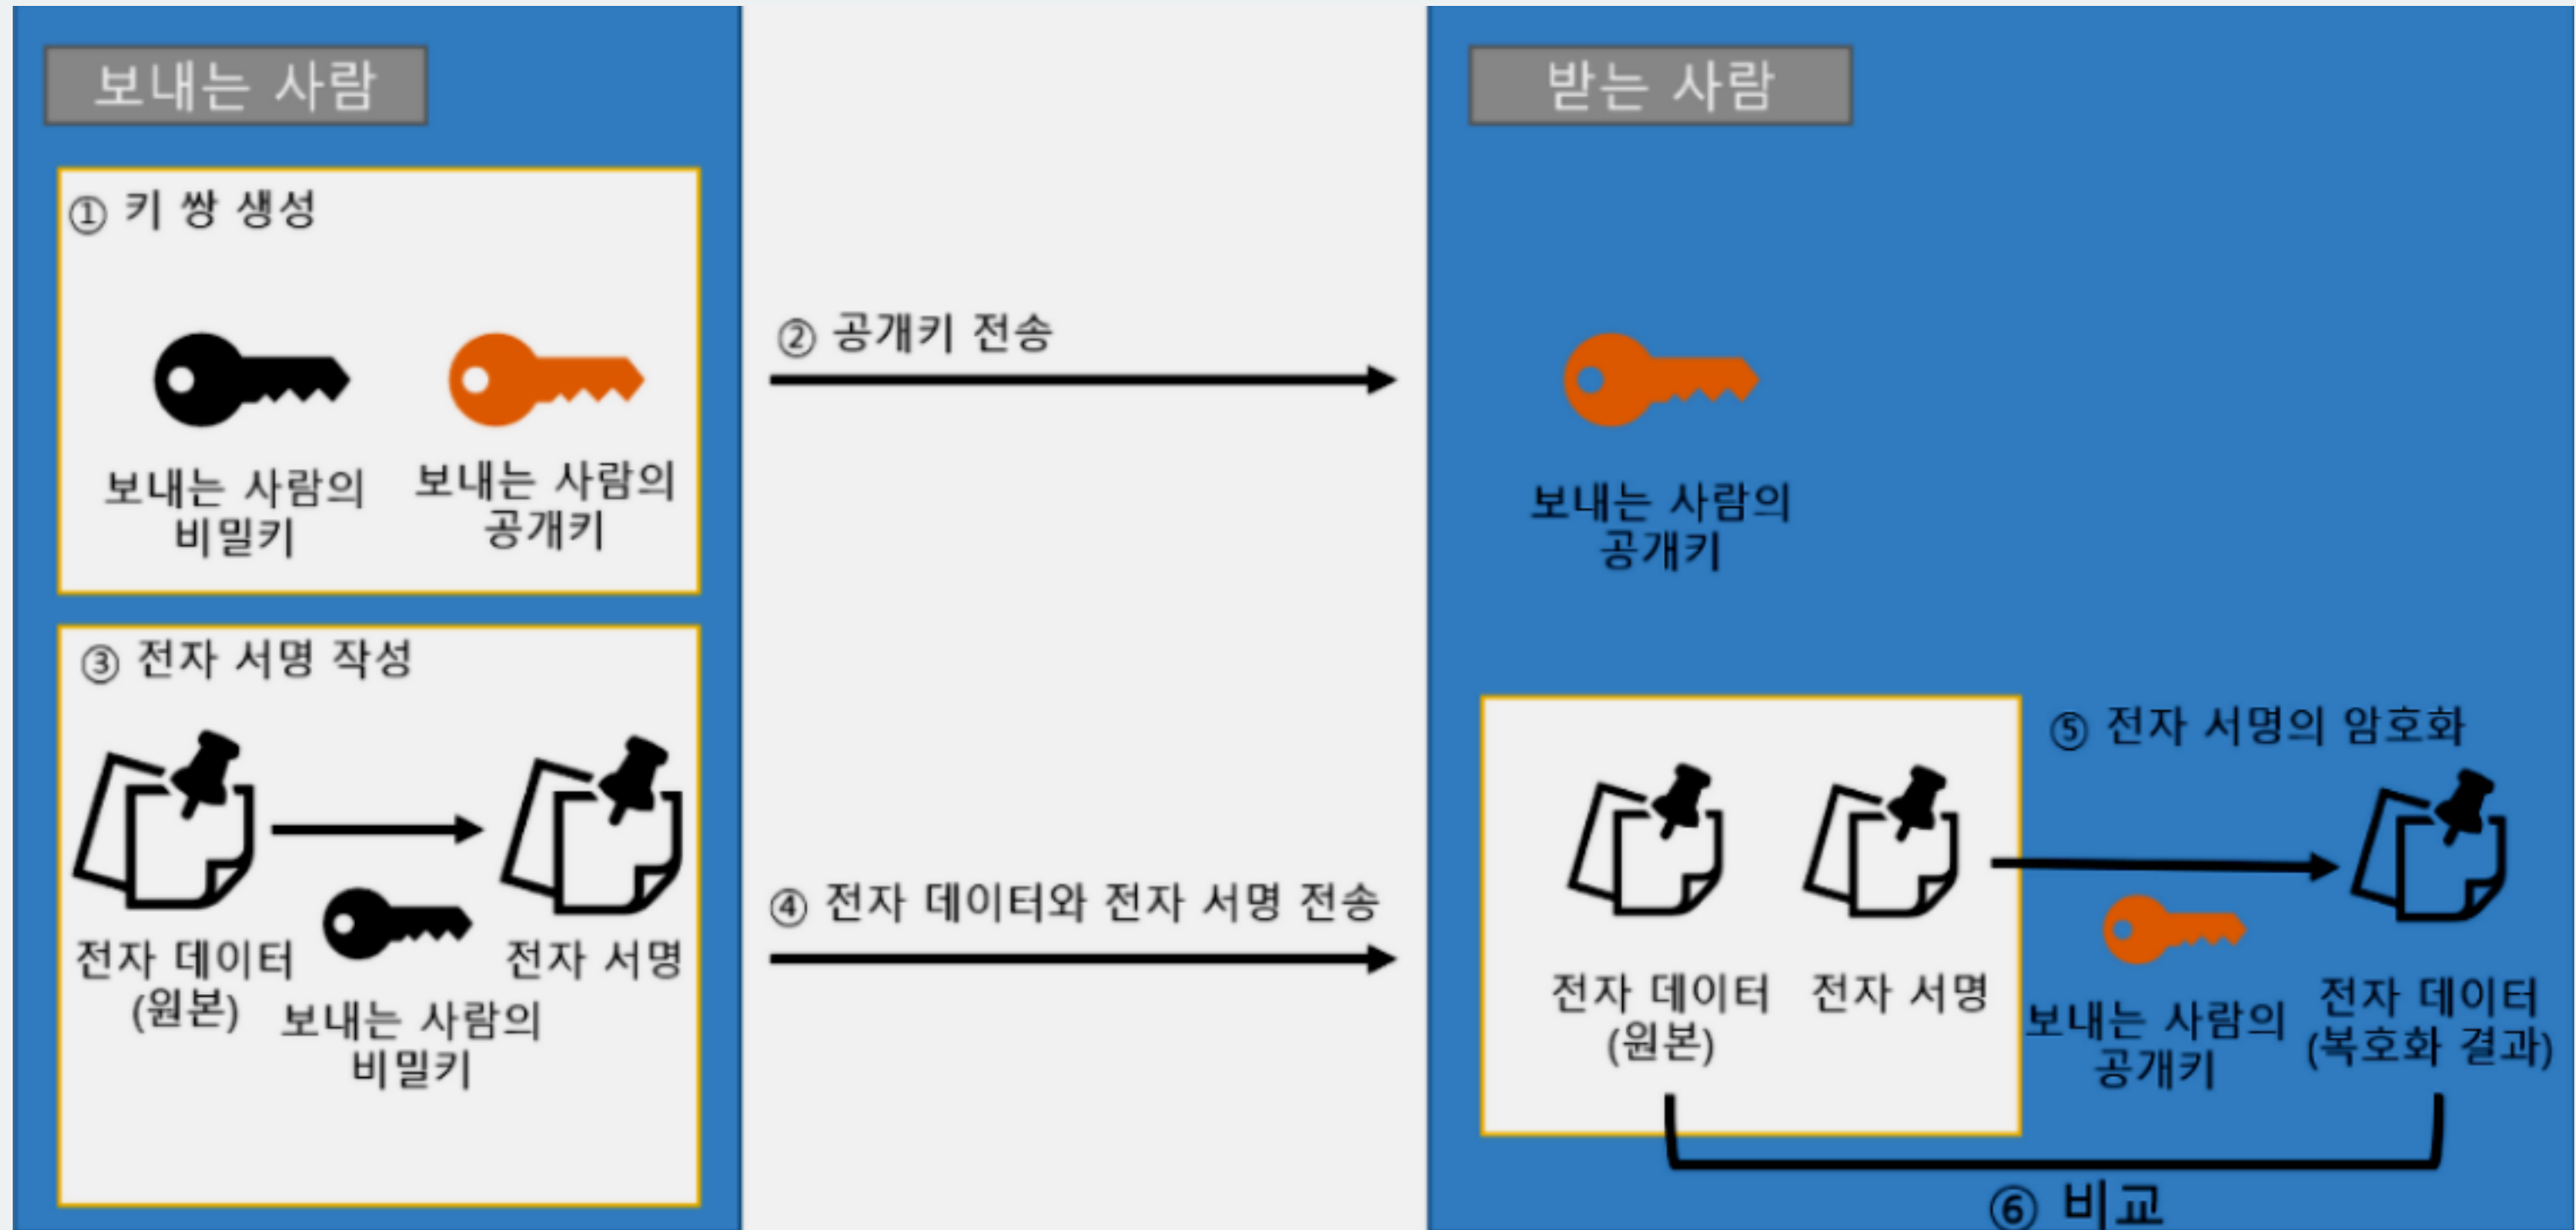 보내는 사람
① 키 쌍 생성
보내는 사람의
비밀키
보내는 사람의
공개키
② 공개키 전송
받는 사람
보내는 사람의
공개키
③ 전자 서명 작성
전자 데이터
(원본)
보내는 사람의
비밀키
전자 서명
④ 전자 데이터와 전자 서명 전송
전자 데이터
(원본)
전자 서명
⑤ 전자 서명의 암호화
보내는 사람의
공개키
전자 데이터
(복호화 결과)
⑥ 비교